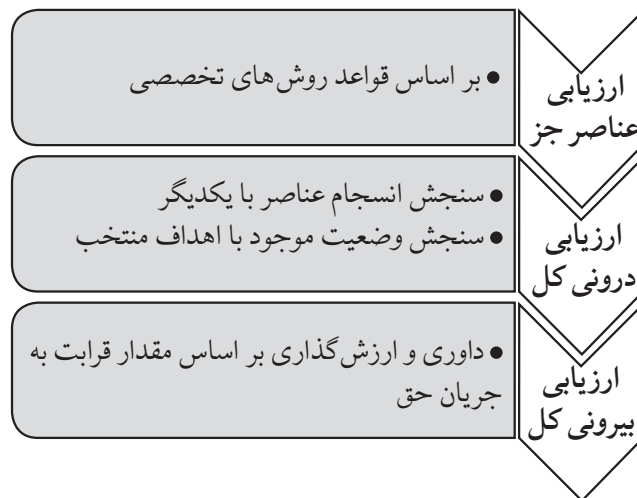 ارزیابی
عناصر جز
● بر اساس قواعد روش‌های تخصصی
ارزیابی
درونی کل
● سنجش انسجام عناصر با یکدیگر
● سنجش وضعیت موجود با اهداف منتخب
ارزیابی
بیرونی کل
● داوری و ارزش‌گذاری بر اساس مقدار قرابت به
جریان حق